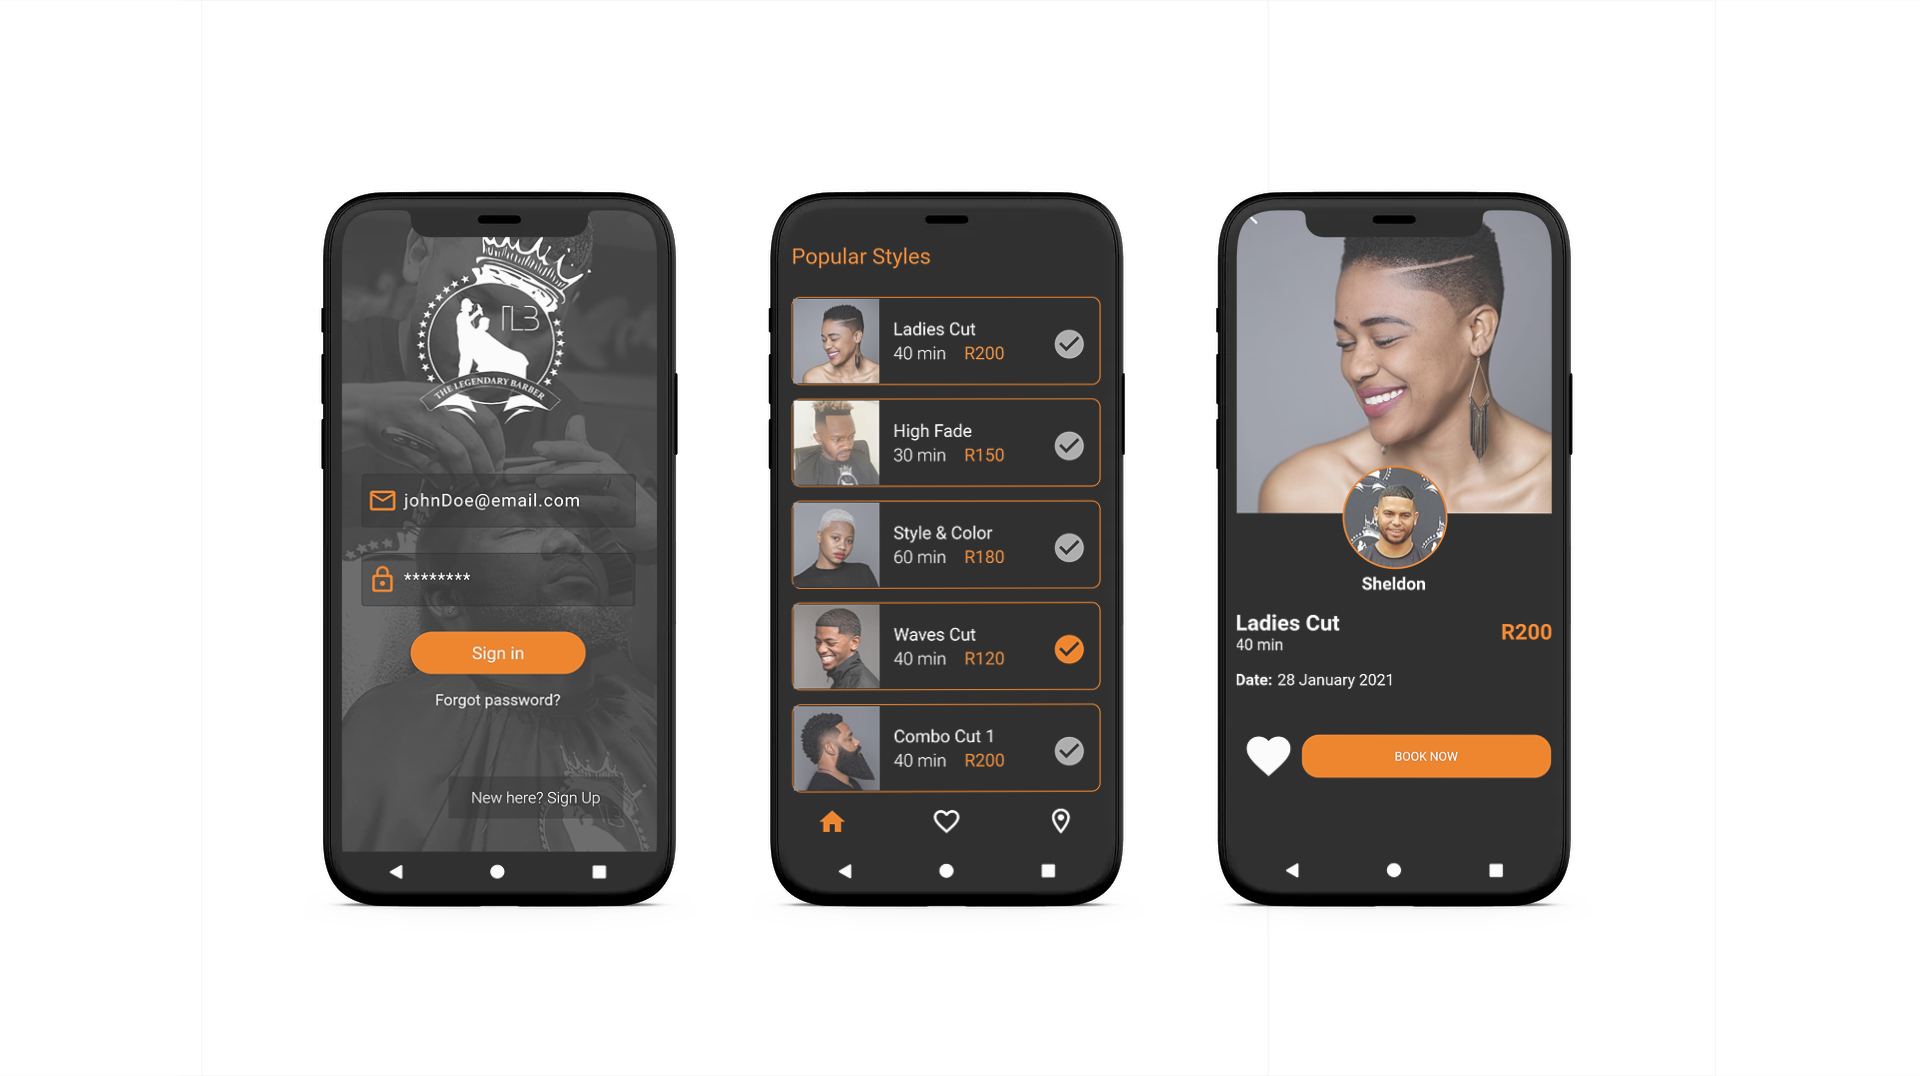 TLB
THE LEGENDARY BARBER
johnDoe@email.com
********
Sign in
Forgot password?
New here? Sign Up
Popular Styles
Ladies Cut
40 min R200
High Fade
30 min R150
Style & Color
60 min R180
Waves Cut
40 min R120
Combo Cut 1
40 min R200
Sheldon
Ladies Cut
40 min
R200
Date: 28 January 2021
BOOK NOW